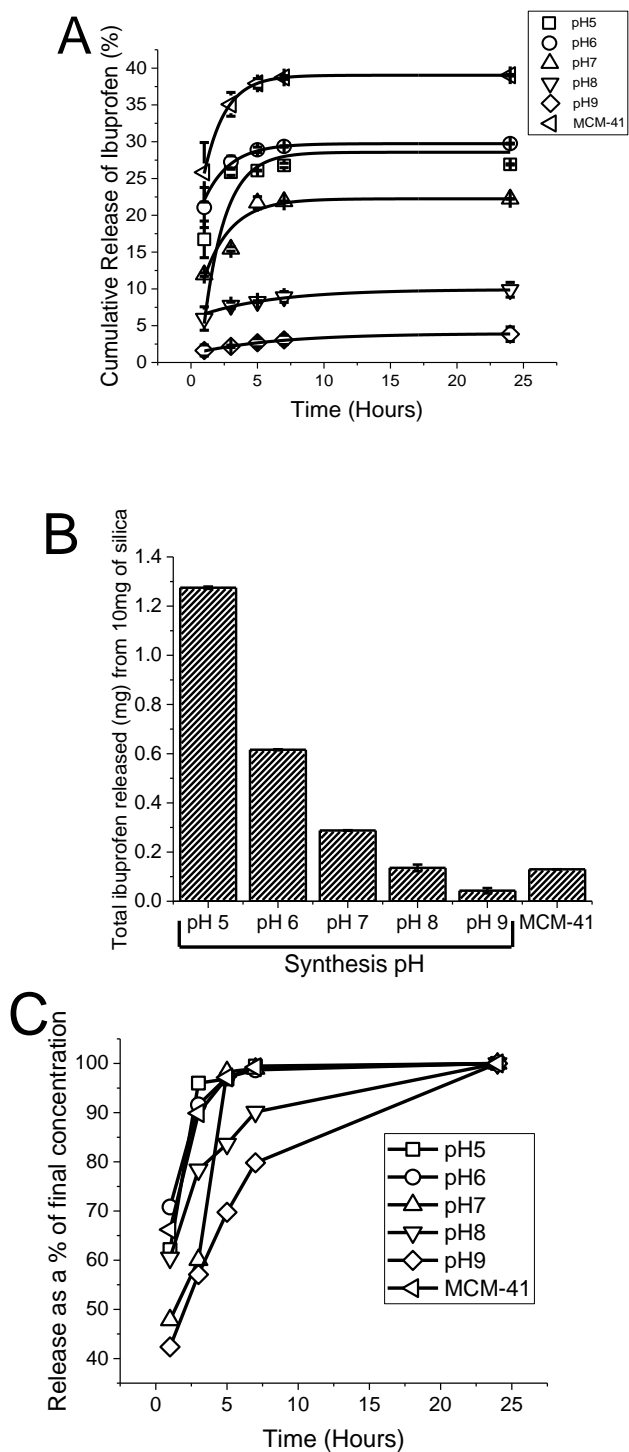 A
Cumulative Release of Ibuprofen (%)
45
40
35
30
25
20
15
10
5
0
0 5 10 15 20 25
Time (Hours)
pH5
pH6
pH7
pH8
pH9
MCM-41
B
Total ibuprofen released (mg) from 10mg of silica
1.4
1.2
1.0
0.8
0.6
0.4
0.2
0.0
pH 5 pH 6 pH 7 pH 8 pH 9 MCM-41
Synthesis pH
C
Release as a % of final concentration
100
90
80
70
60
50
40
0 5 10 15 20 25
Time (Hours)
pH5
pH6
pH7
pH8
pH9
MCM-41